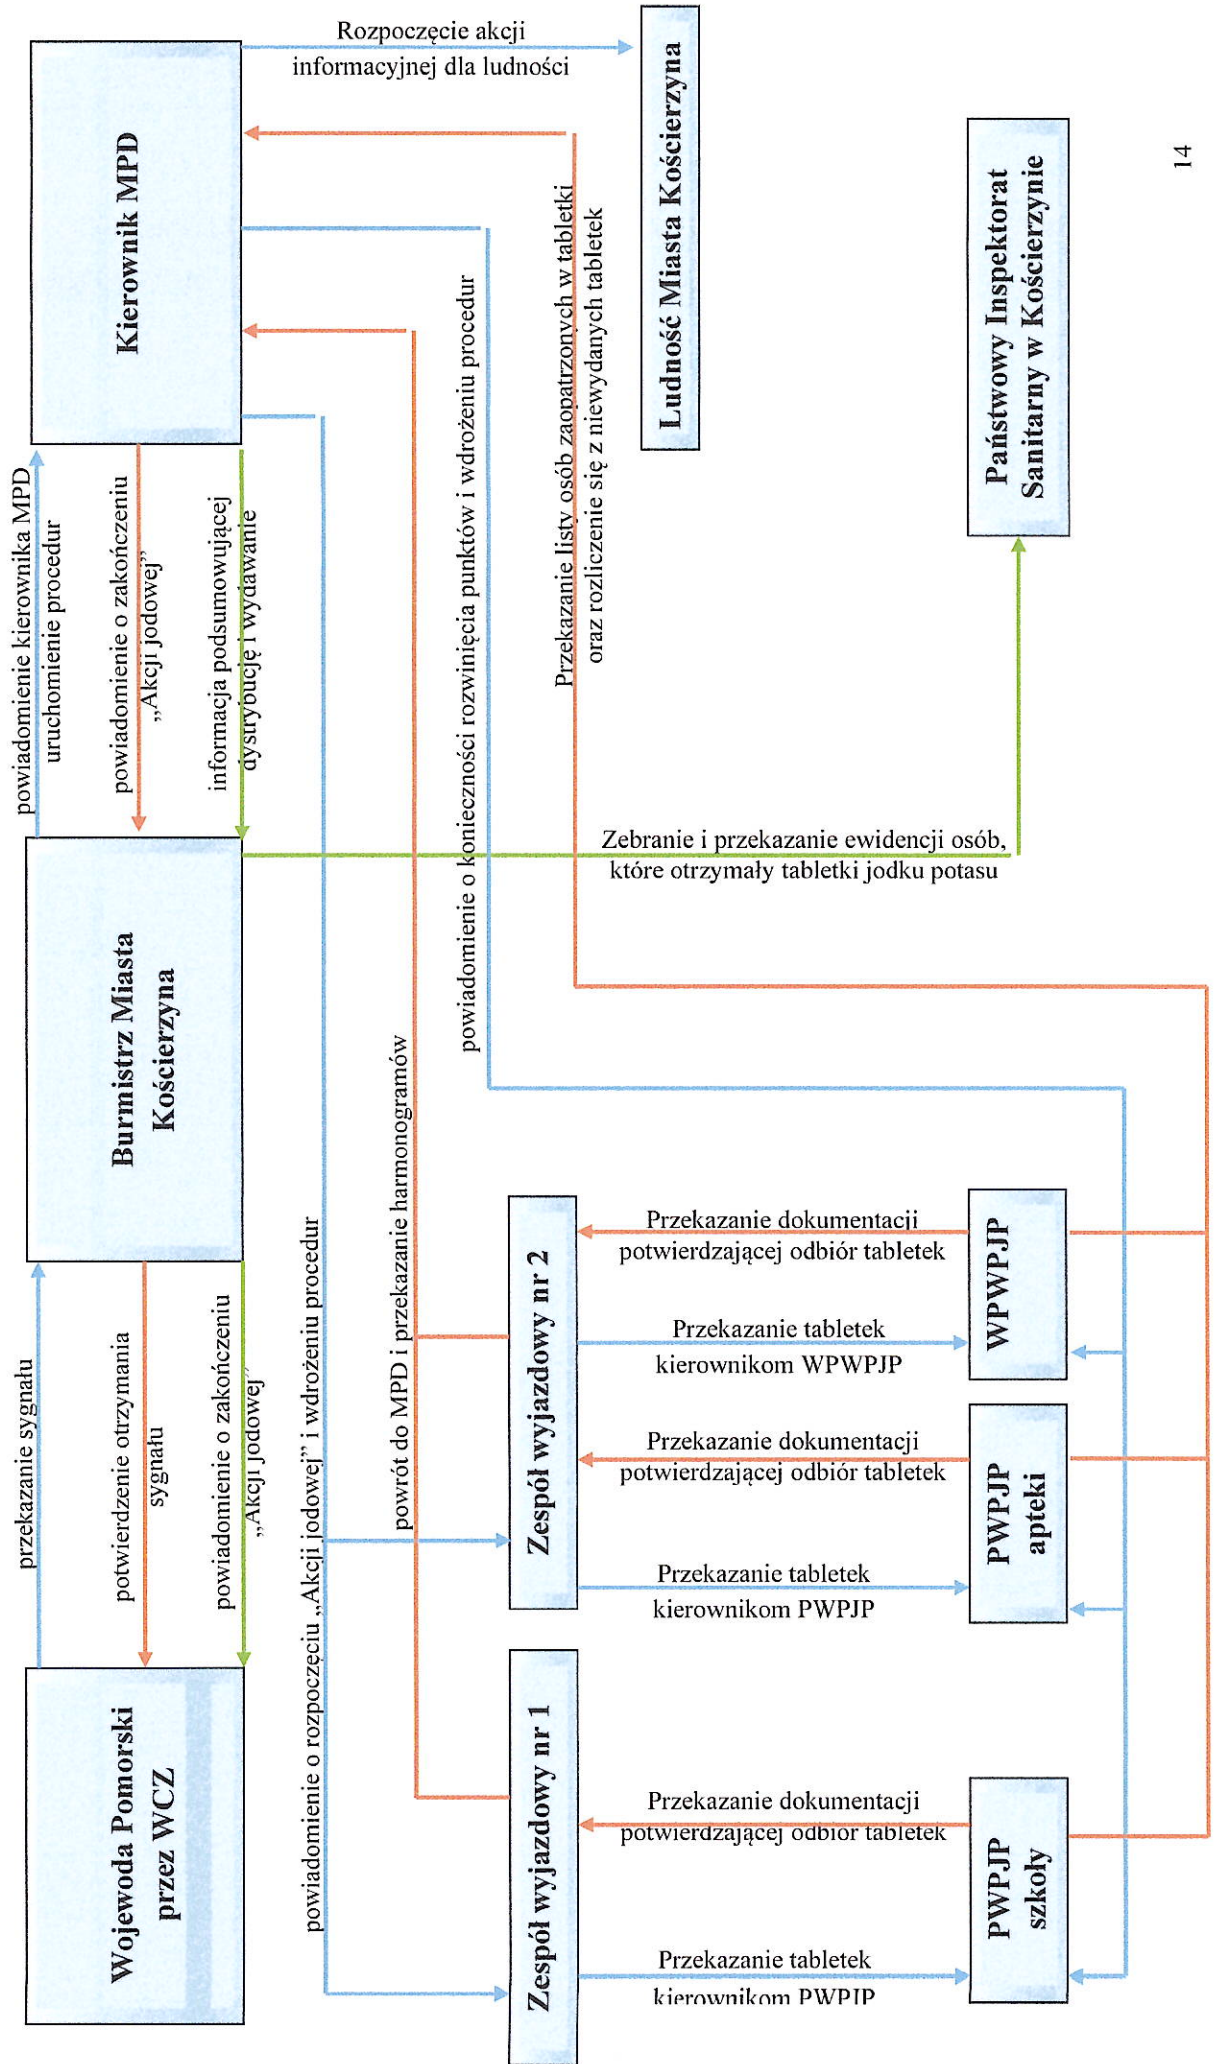 Wojewoda Pomorski
przez WCZ
przekazanie sygnału
potwierdzenie otrzymania
sygnału
powiadomienie o zakończeniu
„Akcji jodowej”
Burmistrz Miasta
Kościerzyna
powiadomienie kierownika MPD
uruchomienie procedur
powiadomienie o zakończeniu
„Akcji jodowej”
informacja podsumowującej
dystrybucję i wydawanie
Kierownik MPD
Rozpoczęcie akcji
informacyjnej dla ludności
powiadomienie o rozpoczęciu „Akcji jodowej” i wdrożeniu procedur
powrót do MPD i przekazanie harmonogramów
powiadomienie o konieczności rozwinięcia punktów i wdrożeniu procedur
Przekazanie listy osób zaopatrzonych w tabletki
oraz rozliczenie się z niewydanych tabletek
Ludność Miasta Kościerzyna
Zespół wyjazdowy nr 1
Zespół wyjazdowy nr 2
Przekazanie tabletek
kierownikom PWPJP
Przekazanie dokumentacji
potwierdzającej odbiór tabletek
Przekazanie tabletek
kierownikom PWPJP
Przekazanie dokumentacji
potwierdzającej odbiór tabletek
Przekazanie tabletek
kierownikom WPWPJP
Przekazanie dokumentacji
potwierdzającej odbiór tabletek
Zebranie i przekazanie ewidencji osób,
które otrzymały tabletki jodku potasu
PWPJP
szkoły
PWPJP
apteki
WPWPJP
Państwowy Inspektorat
Sanitarny w Kościerzynie
14